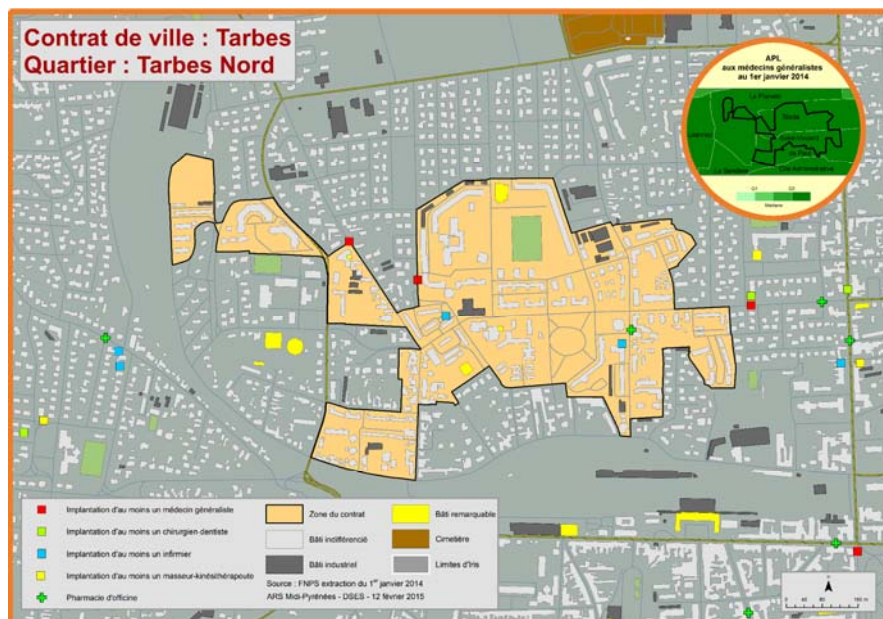 Contrat de ville : Tarbes
Quartier : Tarbes Nord
APL
aux médecins généralistes
au 1er janvier 2014
Implantation d'au moins un médecin généraliste
Implantation d'au moins un chirurgien-dentiste
Implantation d'au moins un infirmier
Implantation d'au moins un masseur-kinésithérapoute
Pharmacie d'officine
Zone du contrat
Bâti indifférencié
Bâti industriel
Bâti remarquable
Cimetière
Limites d'Iris
Source : FNPS extraction du 1er janvier 2014
ARS Midi-Pyrénées - DSES - 12 février 2015